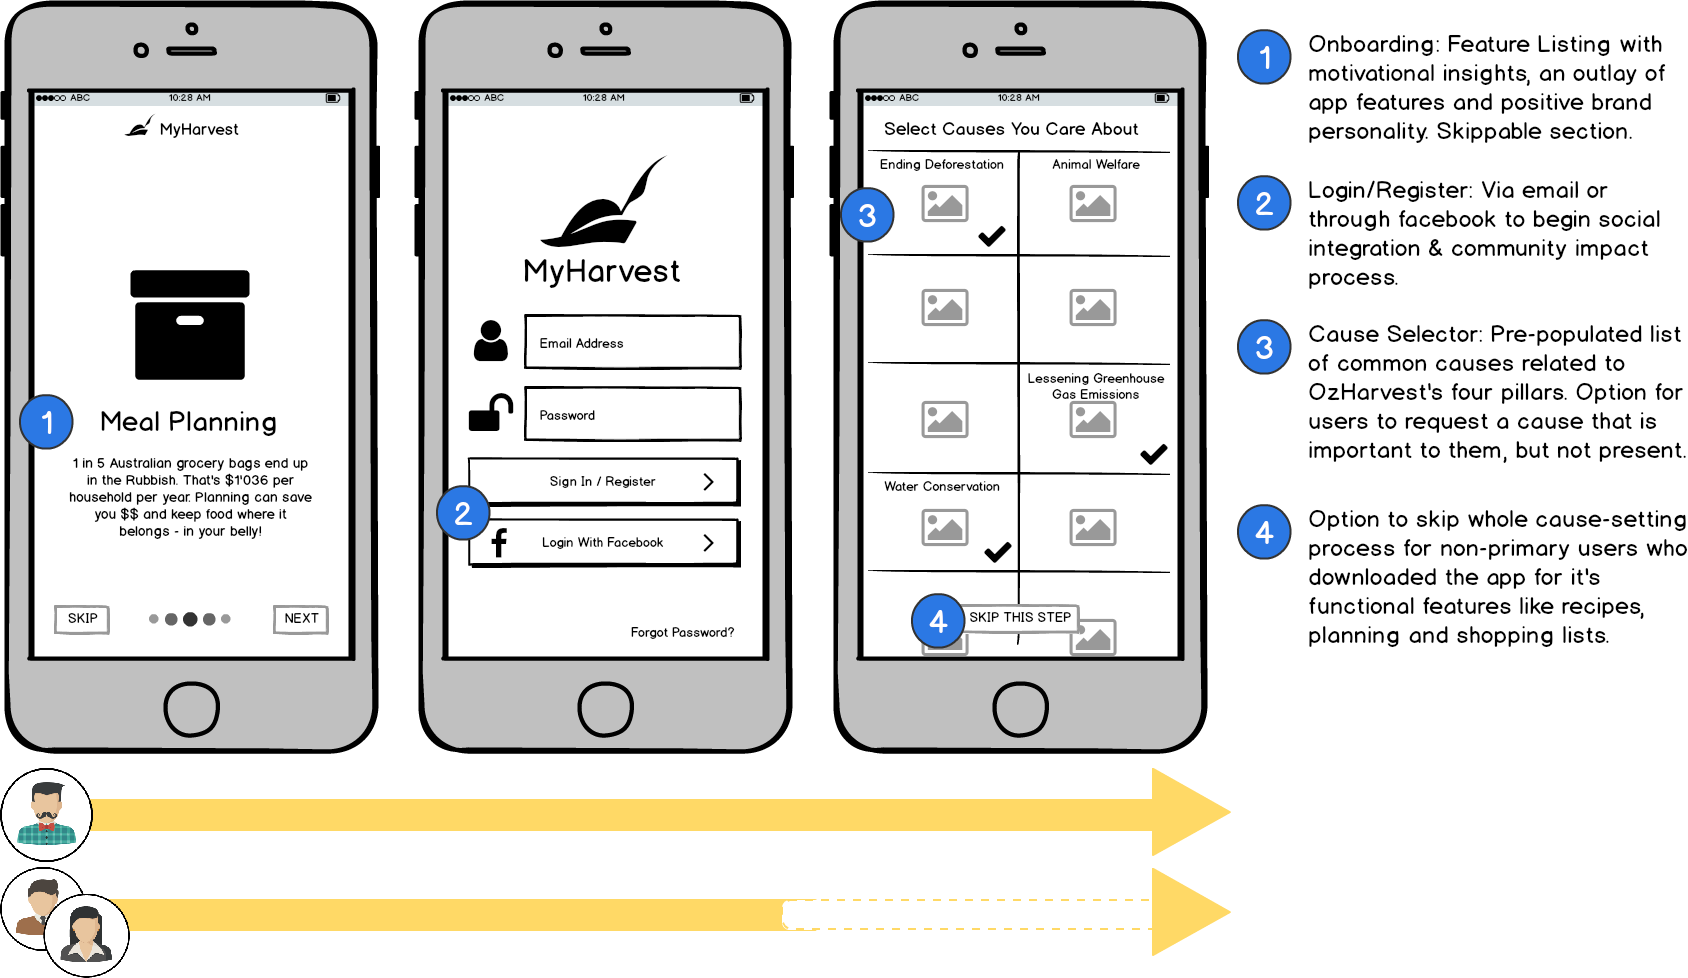 ABC 10:28 AM
MyHarvest
1
Meal Planning
1 in 5 Australian grocery bags end up
in the Rubbish. That's $1'036 per
household per year. Planning can save
you $$ and keep food where it
belongs - in your belly!
SKIP
NEXT
ABC 10:28 AM
MyHarvest
Email Address
Password
Sign In / Register
2
f Login With Facebook
Forgot Password?
ABC 10:28 AM
Select Causes You Care About
Ending Deforestation
Animal Welfare
3
Lessening Greenhouse
Gas Emissions
Water Conservation
4
SKIP THIS STEP
1
Onboarding: Feature Listing with
motivational insights, an outlay of
app features and positive brand
personality. Skippable section.
2
Login/Register: Via email or
through facebook to begin social
integration & community impact
process.
3
Cause Selector: Pre-populated list
of common causes related to
OzHarvest's four pillars. Option for
users to request a cause that is
important to them, but not present.
4
Option to skip whole cause-setting
process for non-primary users who
downloaded the app for it's
functional features like recipes,
planning and shopping lists.